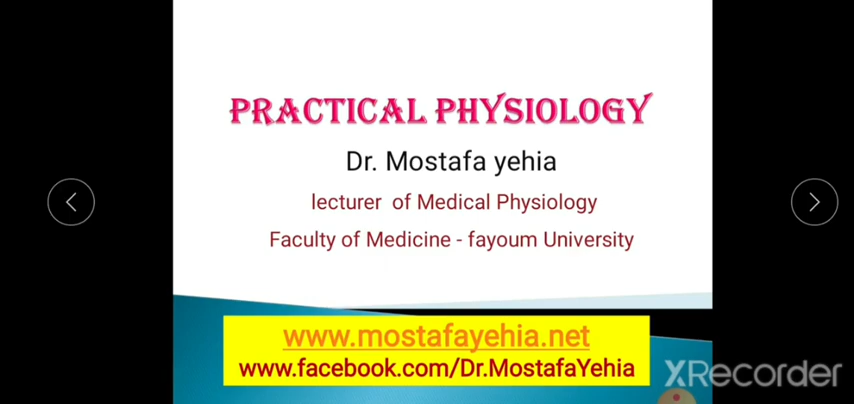 PRACTICAL PHYSIOLOGY
Dr. Mostafa yehia
lecturer of Medical Physiology
Faculty of Medicine - fayoum University
www.mostafayehia.net
www.facebook.com/Dr.MostafaYehia
XRecorder